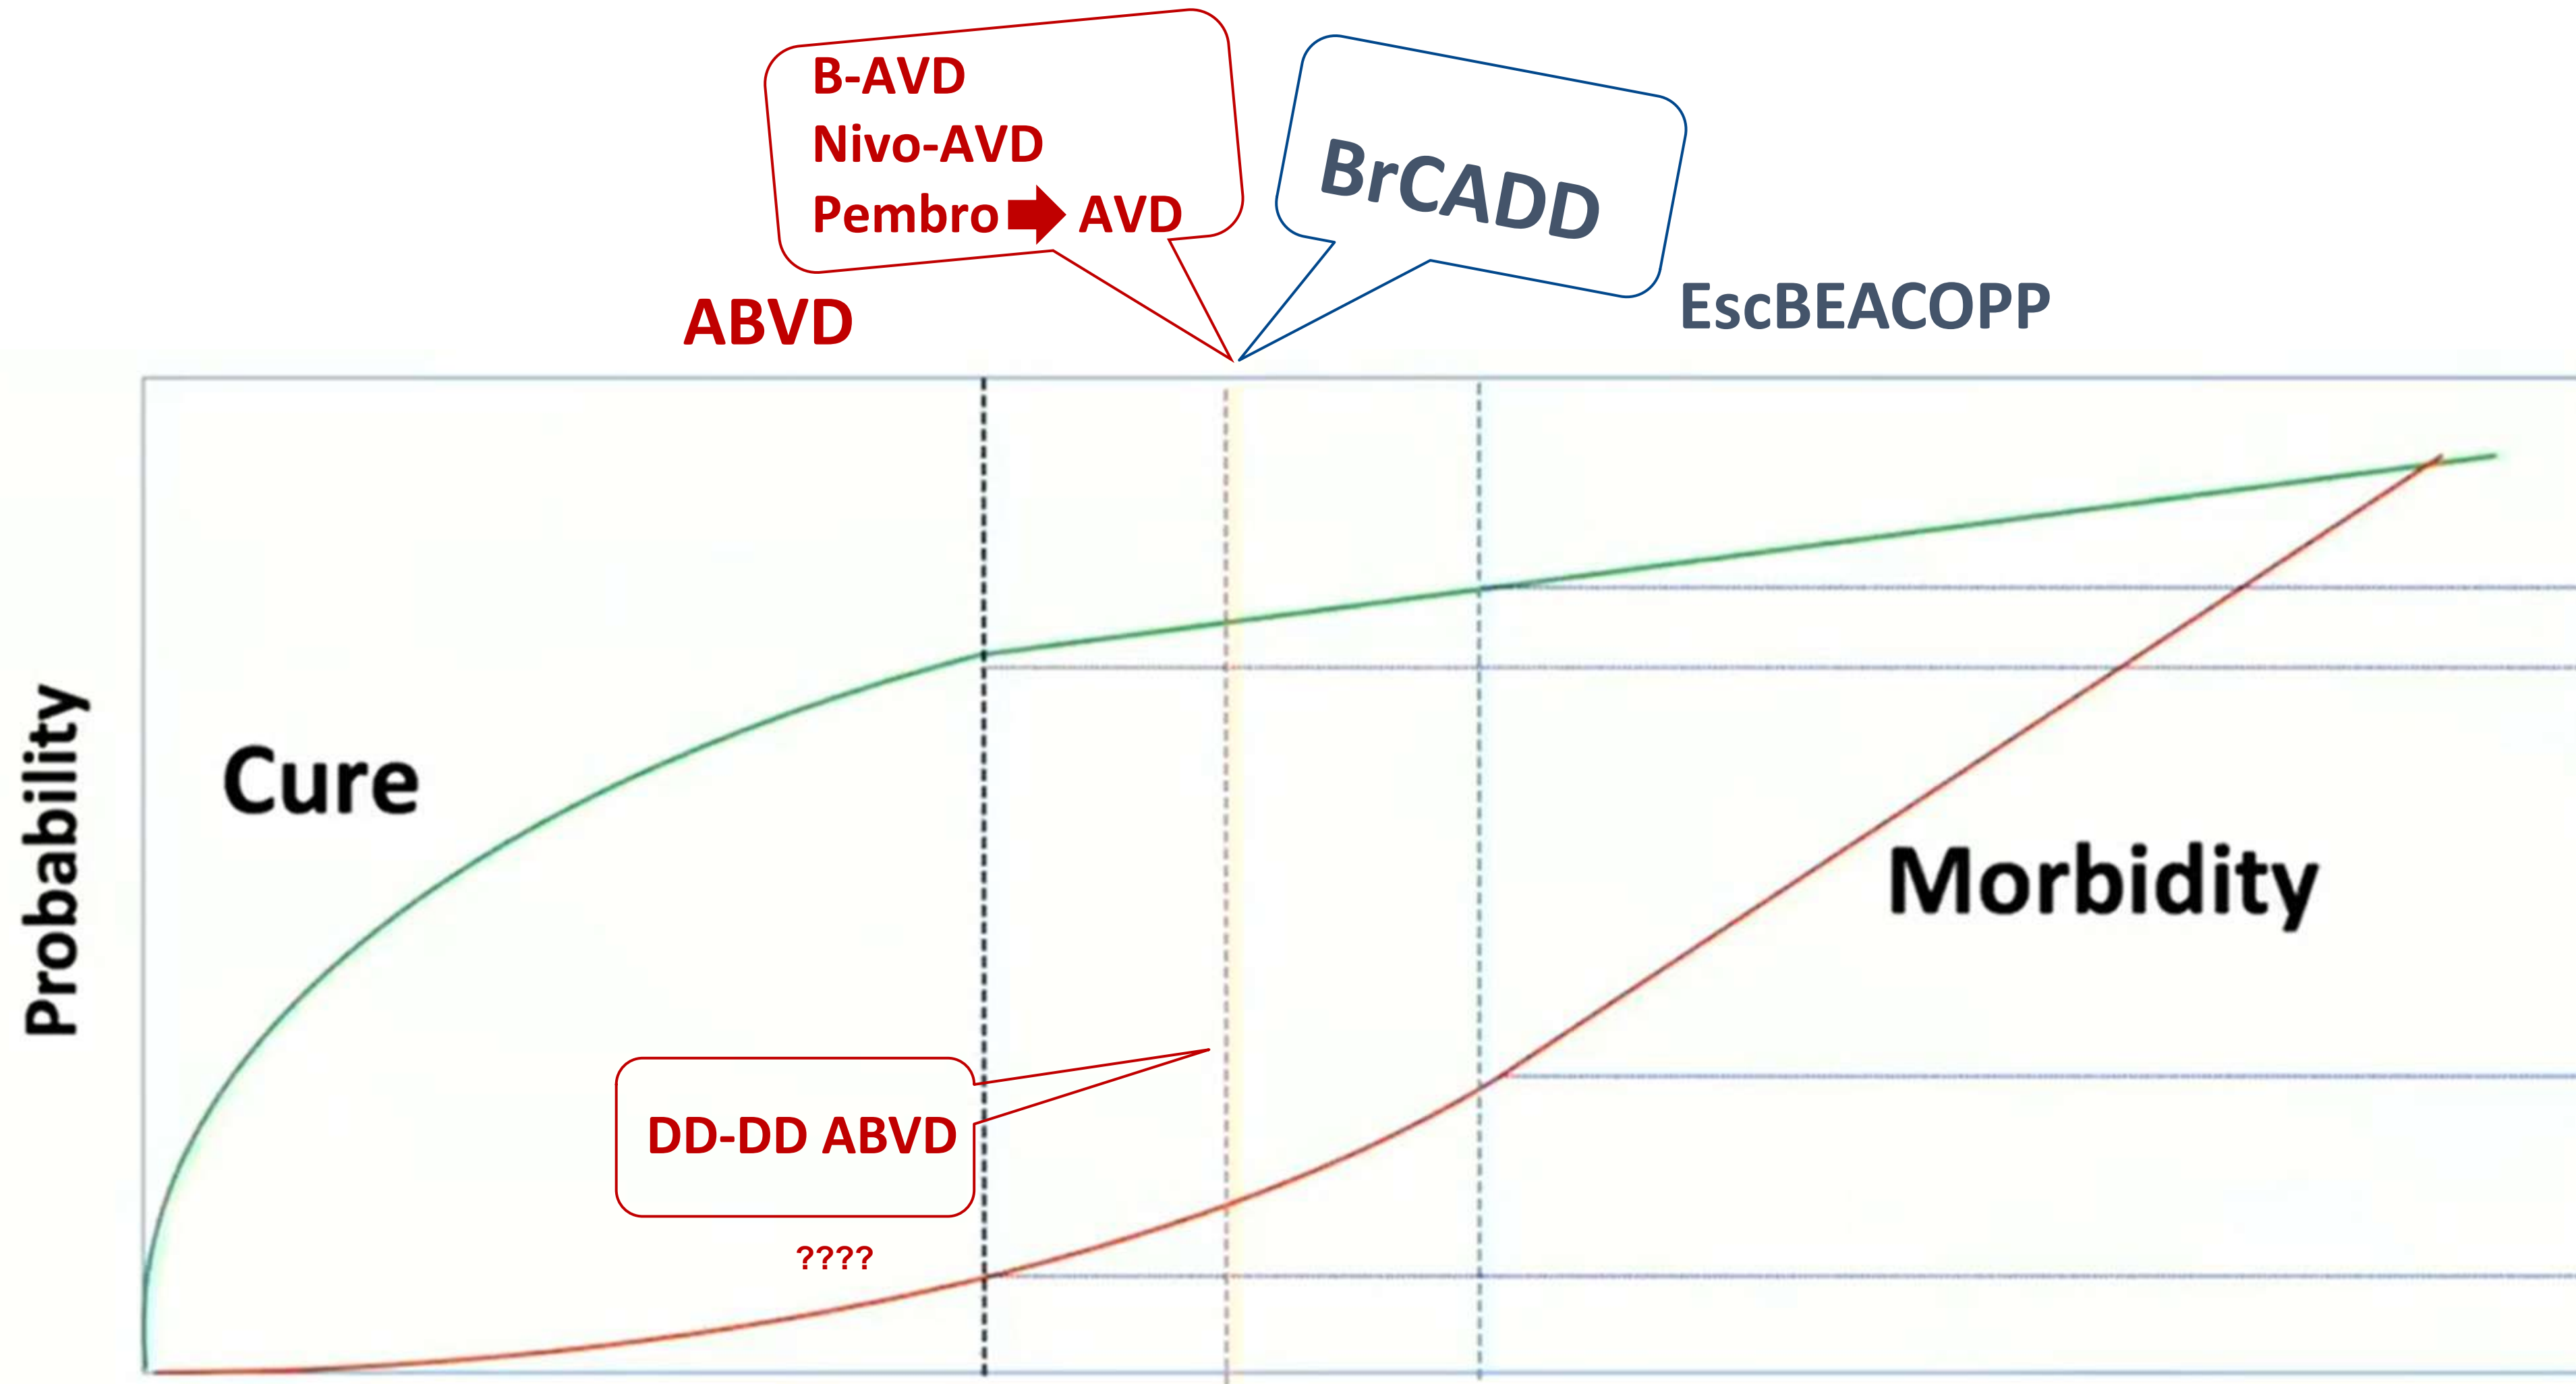 B-AVD
Nivo-AVD
Pembro AVD
BrCADD
ABVD
EscBEACOPP
Probability
Cure
Morbidity
DD-DD ABVD
????